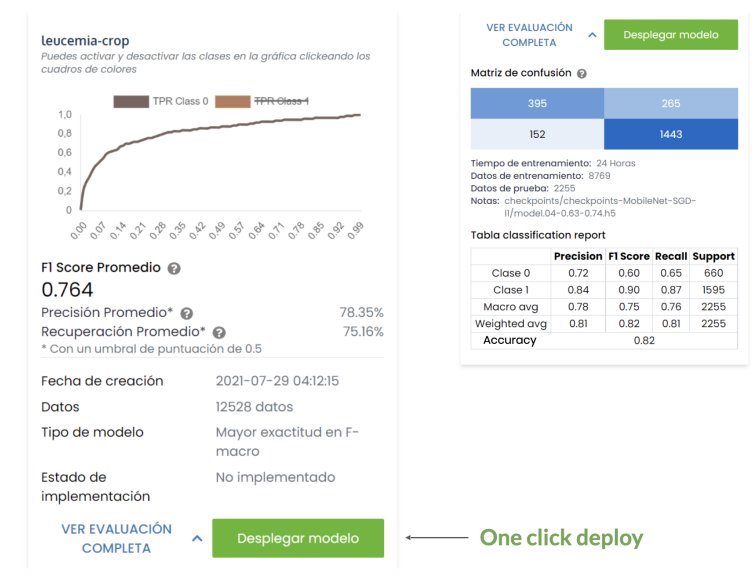 leucemia-crop
Puedes activar y desactivar las clases en la gráfica clickeando los
cuadros de colores
TPR Class 0 TPR Class 1
1,0
0,8
0,6
0,4
0,2
0
0.00 0.07 0.14 0.21 0.28 0.35 0.42 0.49 0.57 0.64 0.71 0.78 0.85 0.92 0.99
F1 Score Promedio ?
0.764
Precisión Promedio* ? 78.35%
Recuperación Promedio* ? 75.16%
* Con un umbral de puntuación de 0.5
Fecha de creación 2021-07-29 04:12:15
Datos 12528 datos
Tipo de modelo Mayor exactitud en F-
macro
Estado de No implementado
implementación
VER EVALUACIÓN
COMPLETA
Desplegar modelo
One click deploy
VER EVALUACIÓN
COMPLETA
Desplegar modelo
Matriz de confusión ?
395 265
152 1443
Tiempo de entrenamiento: 24 Horas
Datos de entrenamiento: 8769
Datos de prueba: 2255
Notas: checkpoints/checkpoints-MobileNet-SGD-
l1/model.04-0.63-0.74.h5
Tabla classification report
Precision F1 Score Recall Support
Clase 0 0.72 0.60 0.65 660
Clase 1 0.84 0.90 0.87 1595
Macro avg 0.78 0.75 0.76 2255
Weighted avg 0.81 0.82 0.81 2255
Accuracy 0.82